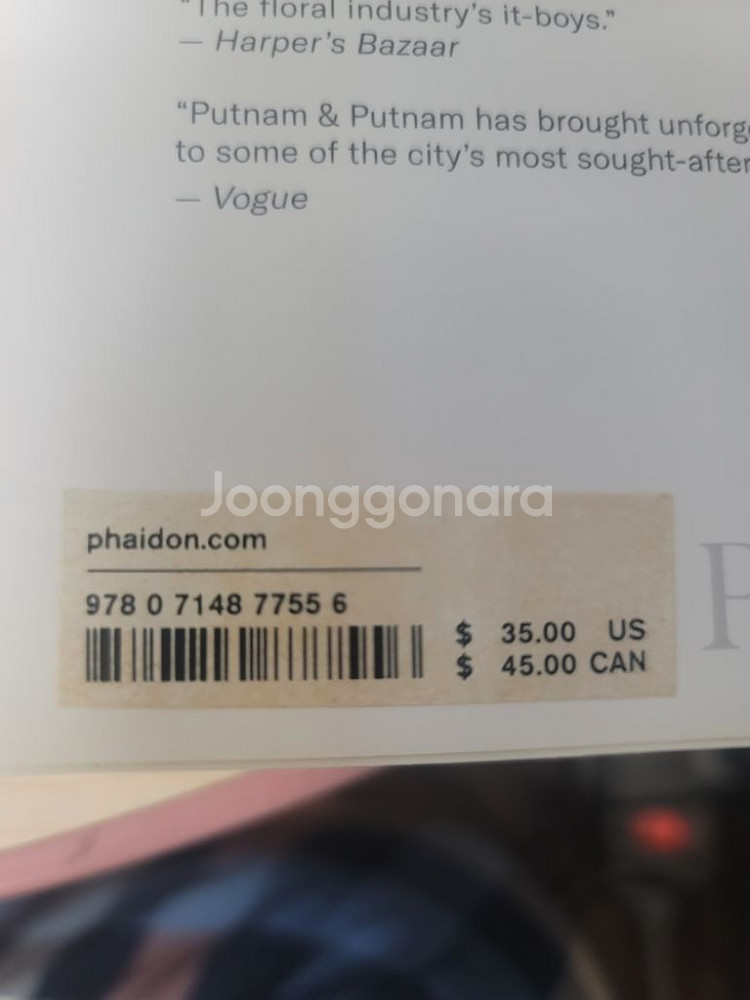 "The floral industry's it-boys."
— Harper's Bazaar
"Putnam & Putnam has brought
to some of the city's most sought-after
— Vogue
Joonggonara
phaidon.com
978 0 7148 7755 6
$ 35.00 US
$ 45.00 CAN
P